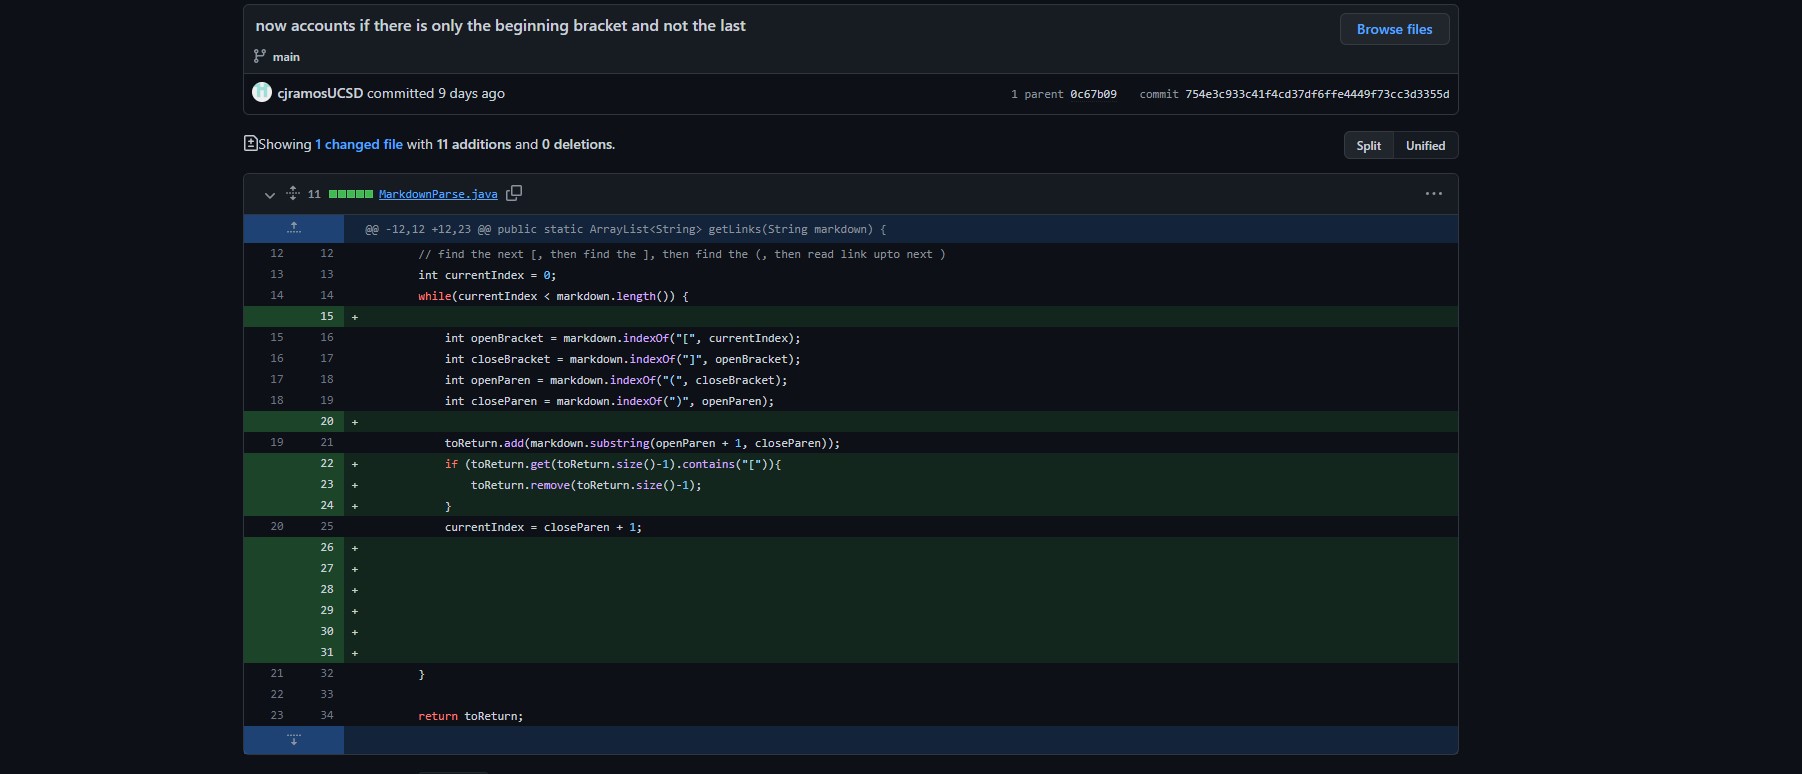 now accounts if there is only the beginning bracket and not the last
Browse files
main
cjramosUCSD committed 9 days ago
1 parent 0c67b09 commit 754e3c933c41f4cd37df6ffe4449f73cc3d3355d
Showing 1 changed file with 11 additions and 0 deletions.
Split Unified
11 MarkdownParse.java
@@ -12,12 +12,23 @@ public static ArrayList<String> getLinks(String markdown) {
12 12 // find the next [, then find the ], then find the (, then read link upto next )
13 13 int currentIndex = 0;
14 14 while(currentIndex < markdown.length()) {
15 +
15 16 int openBracket = markdown.indexOf("[", currentIndex);
16 17 int closeBracket = markdown.indexOf("]", openBracket);
17 18 int openParen = markdown.indexOf("(", closeBracket);
18 19 int closeParen = markdown.indexOf(")", openParen);
20 +
19 21 toReturn.add(markdown.substring(openParen + 1, closeParen));
22 + if (toReturn.get(toReturn.size()-1).contains("[")){
23 + toReturn.remove(toReturn.size()-1);
24 + }
20 25 currentIndex = closeParen + 1;
26 +
27 +
28 +
29 +
30 +
31 +
21 32 }
22 33
23 34 return toReturn;